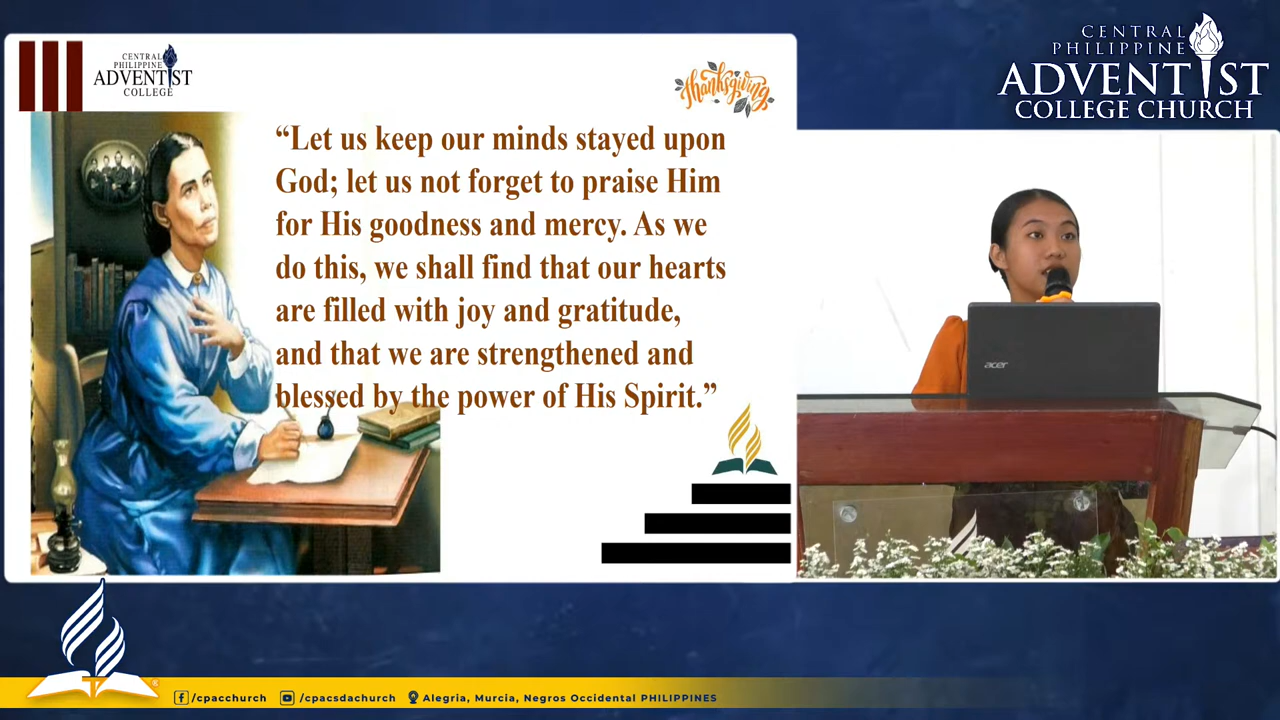 CENTRAL
PHILIPPINE
ADVENTIST
COLLEGE
Thanksgiving
“Let us keep our minds stayed upon
God; let us not forget to praise Him
for His goodness and mercy. As we
do this, we shall find that our hearts
are filled with joy and gratitude,
and that we are strengthened and
blessed by the power of His Spirit.”
CENTRAL
PHILIPPINE
ADVENTIST
COLLEGE CHURCH
acer
/cpacchurch
/cpacsdachurch
Alegria, Murcia, Negros Occidental PHILIPPINES